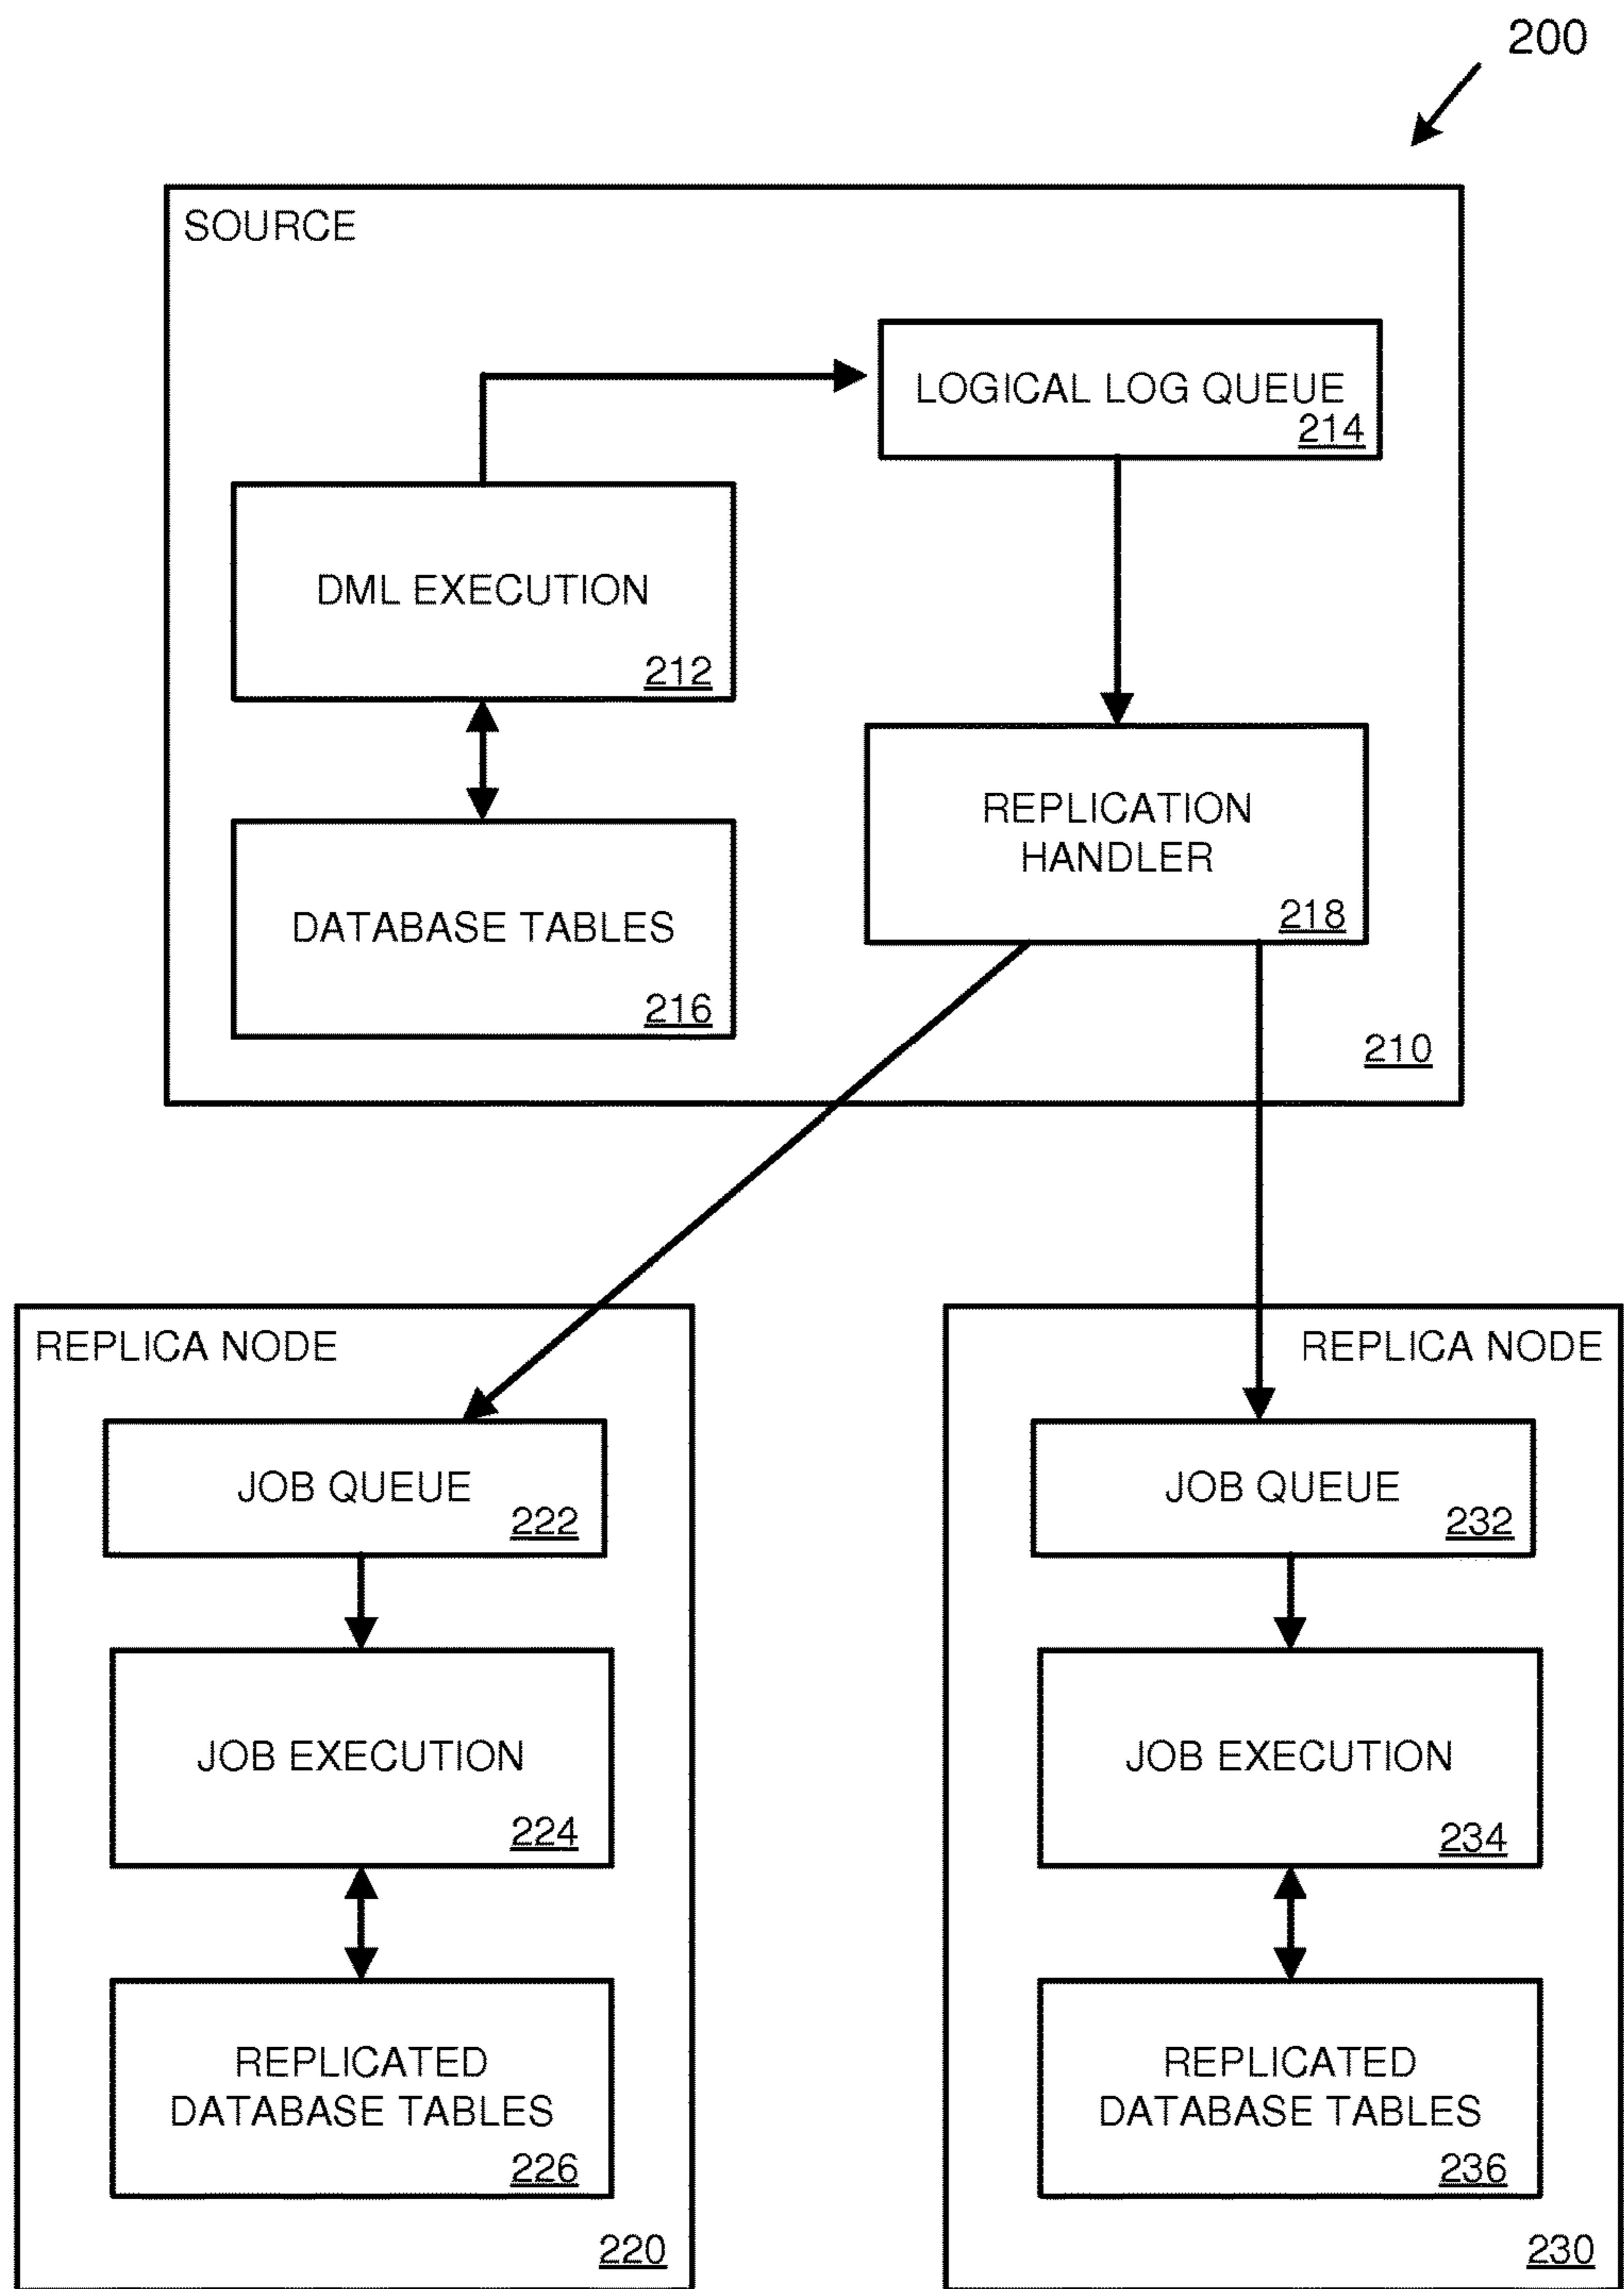 200
SOURCE
LOGICAL LOG QUEUE
214
DML EXECUTION
212
REPLICATION
HANDLER
218
DATABASE TABLES
216
210
REPLICA NODE
JOB QUEUE
222
JOB EXECUTION
224
REPLICATED
DATABASE TABLES
226
220
REPLICA NODE
JOB QUEUE
232
JOB EXECUTION
234
REPLICATED
DATABASE TABLES
236
230